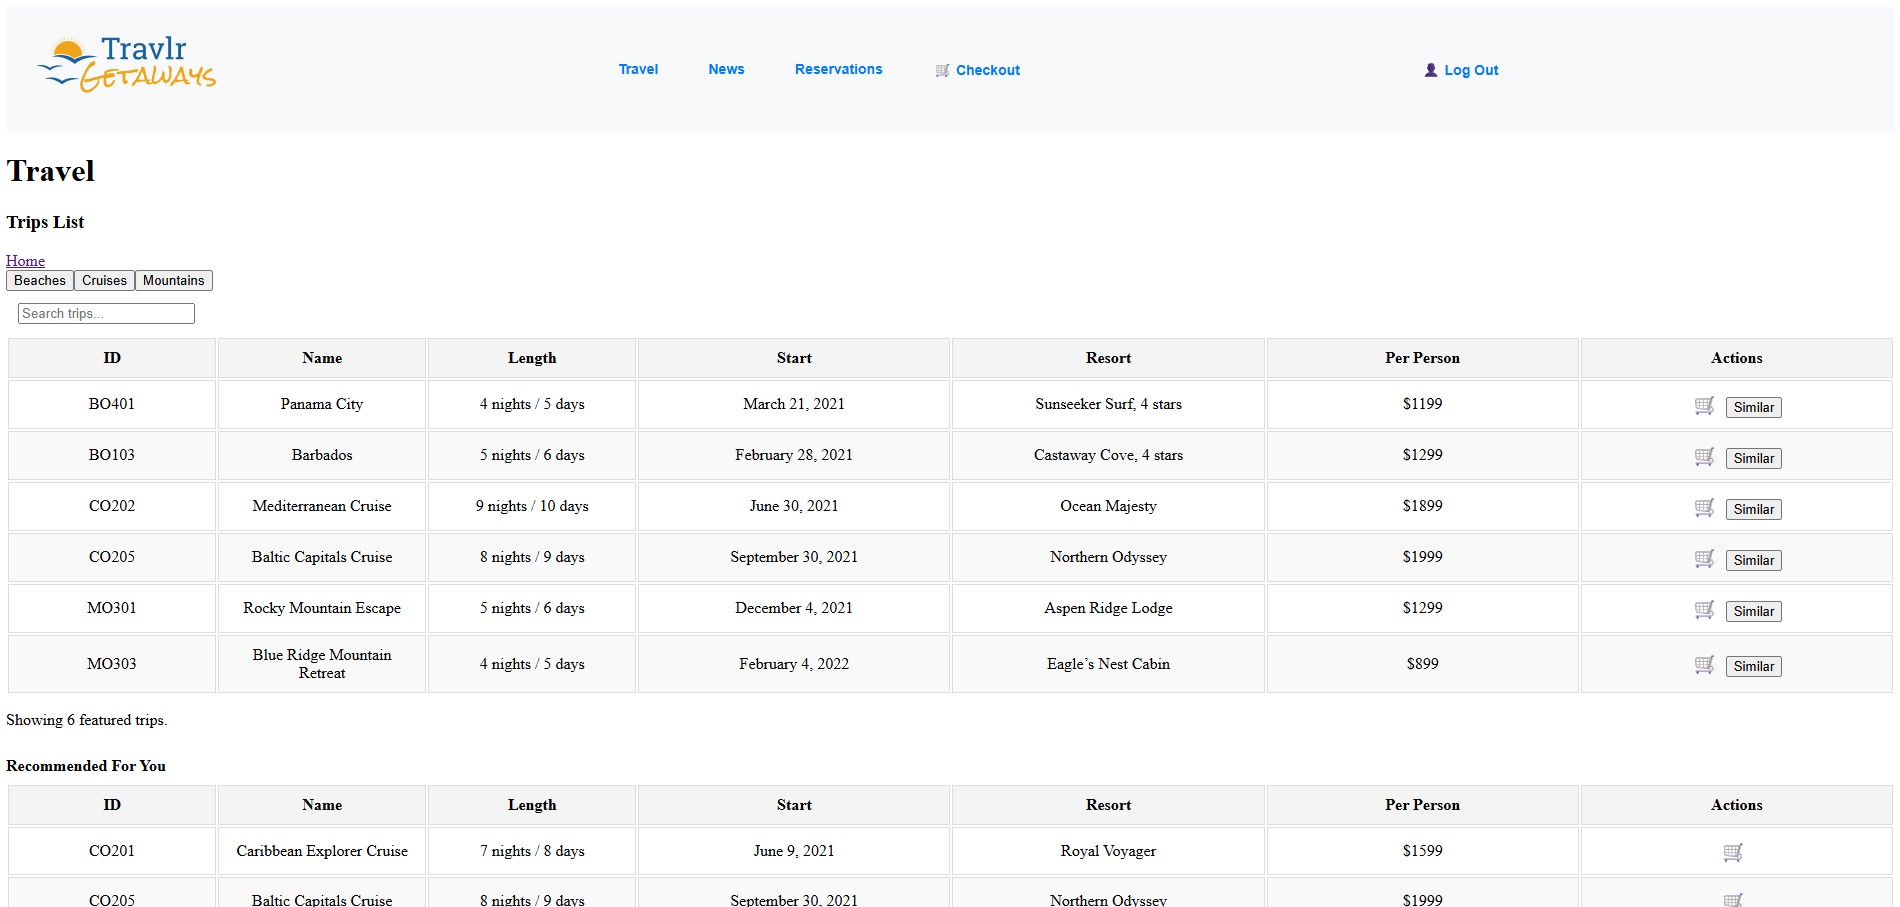 Travlr
Getaways
Travel News Reservations Checkout Log Out
Travel
Trips List
Home
Beaches Cruises Mountains
Search trips...
ID Name Length Start Resort Per Person Actions
BO401 Panama City 4 nights / 5 days March 21, 2021 Sunseeker Surf, 4 stars $1199 Similar
BO103 Barbados 5 nights / 6 days February 28, 2021 Castaway Cove, 4 stars $1299 Similar
CO202 Mediterranean Cruise 9 nights / 10 days June 30, 2021 Ocean Majesty $1899 Similar
CO205 Baltic Capitals Cruise 8 nights / 9 days September 30, 2021 Northern Odyssey $1999 Similar
MO301 Rocky Mountain Escape 5 nights / 6 days December 4, 2021 Aspen Ridge Lodge $1299 Similar
MO303 Blue Ridge Mountain Retreat 4 nights / 5 days February 4, 2022 Eagle’s Nest Cabin $899 Similar
Showing 6 featured trips.
Recommended For You
ID Name Length Start Resort Per Person Actions
CO201 Caribbean Explorer Cruise 7 nights / 8 days June 9, 2021 Royal Voyager $1599
CO205 Baltic Capitals Cruise 8 nights / 9 days September 30, 2021 Northern Odyssey $1999